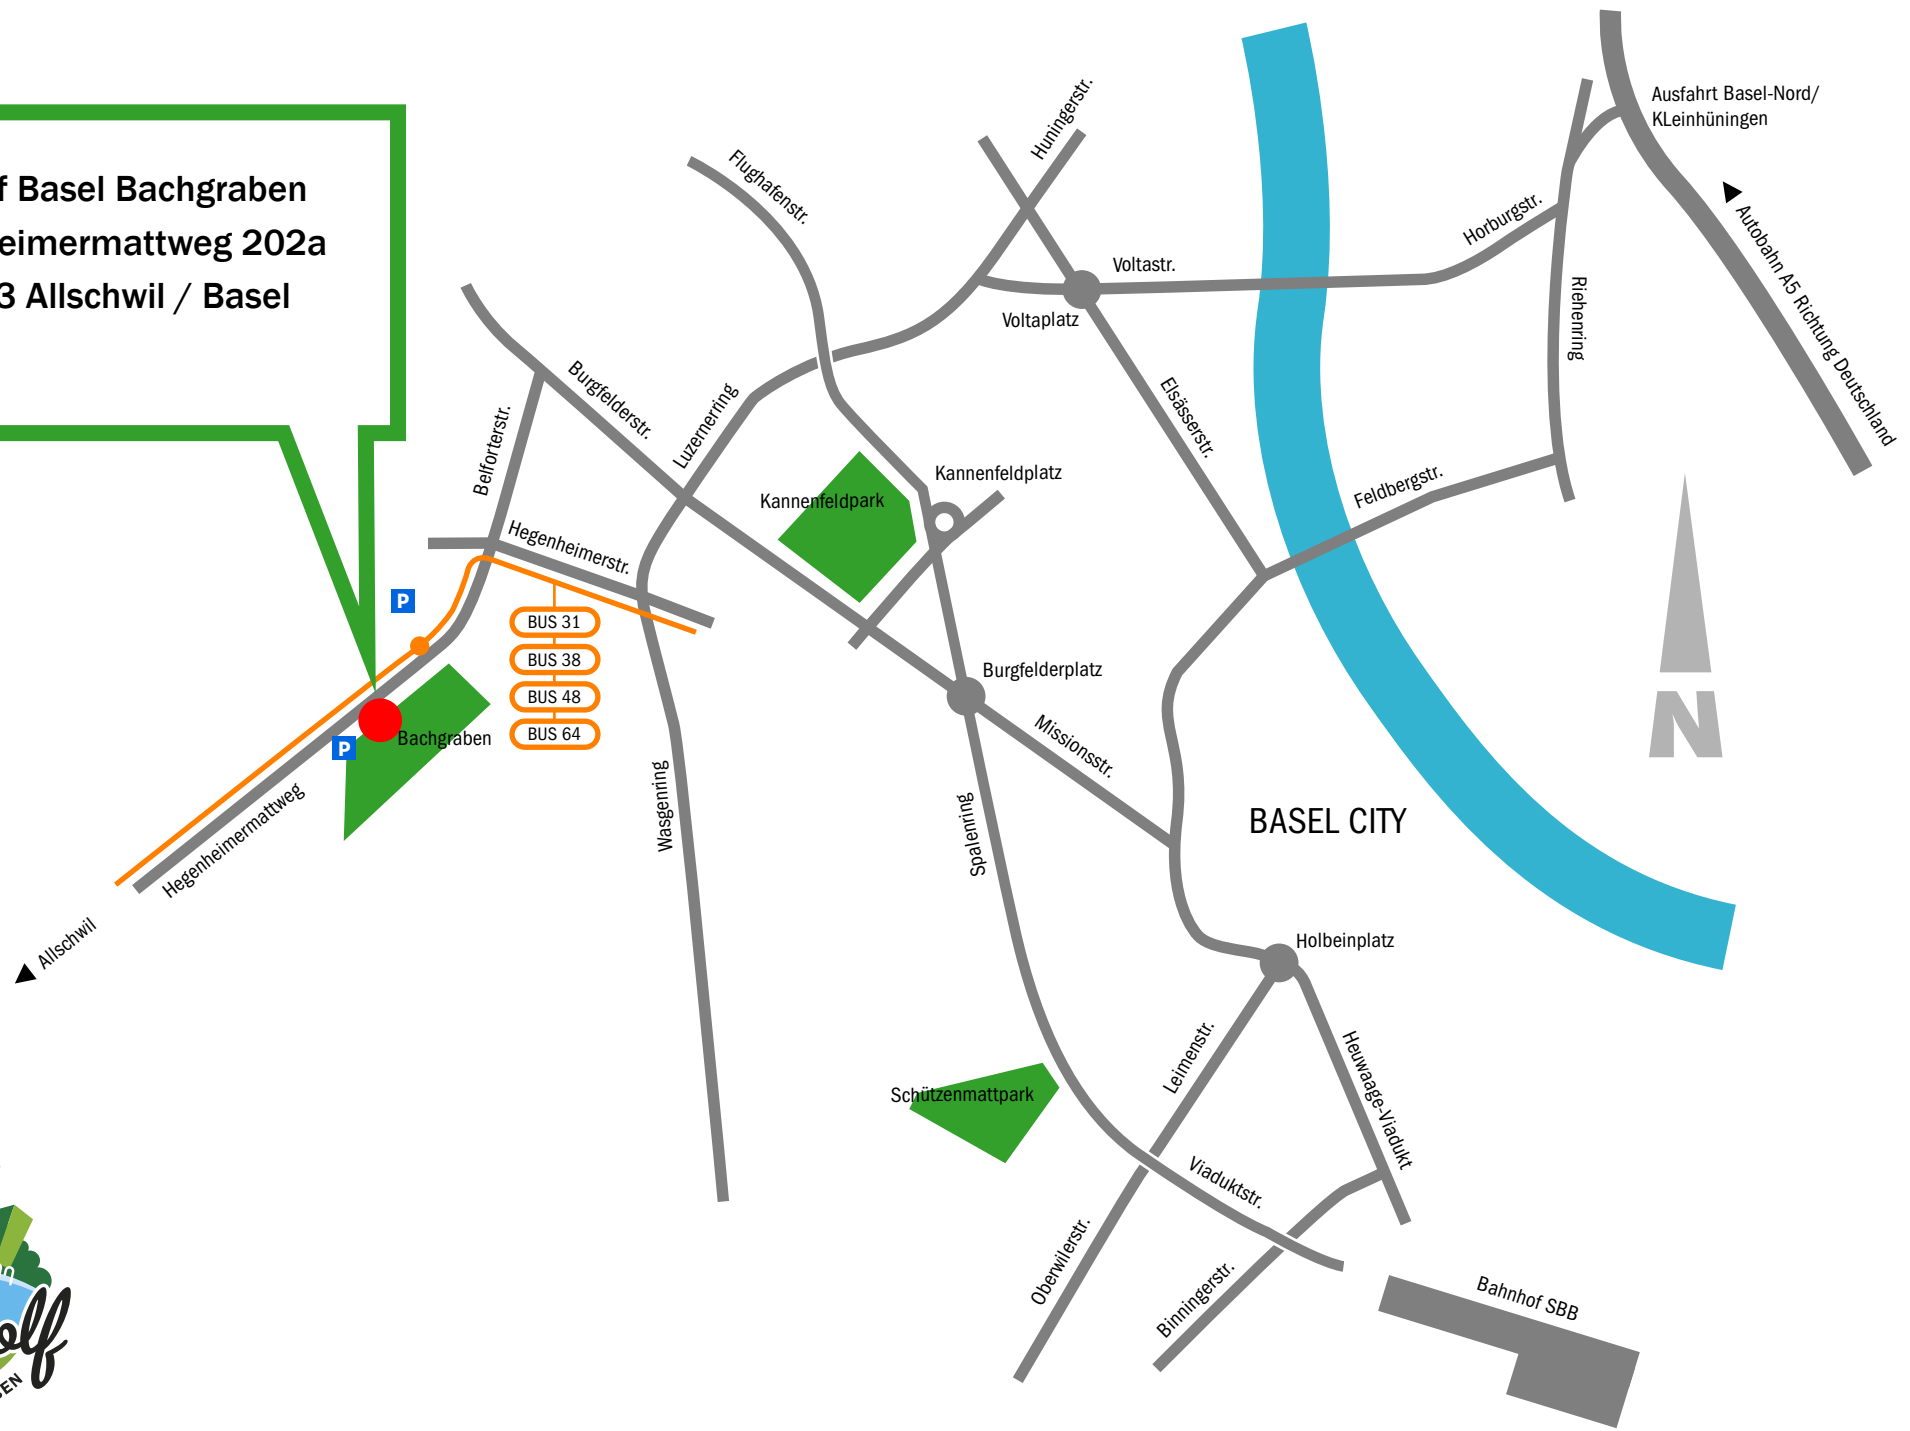 f Basel Bachgraben
eimermattweg 202a
3 Allschwil / Basel
Ausfahrt Basel-Nord/
KLeinhüningen
Autobahn A5 Richtung Deutschland
Huningerstr.
Flughafenstr.
Horburgstr.
Voltastr.
Voltaplatz
Riehenring
Burgfelderstr.
Luzernerring
Elsässerstr.
Belforterstr.
Kannenfeldplatz
Kannenfeldpark
Feldbergstr.
Hegenheimerstr.
P
BUS 31
BUS 38
BUS 48
BUS 64
Burgfelderplatz
Bachgraben
P
Missionsstr.
Wasgenring
Spalenring
Hegenheimermattweg
BASEL CITY
N
Allschwil
Holbeinplatz
Leimenstr.
Heuwaage-Viadukt
Schützenmattpark
Viaduktstr.
Oberwilerstr.
Binningerstr.
Bahnhof SBB
olf